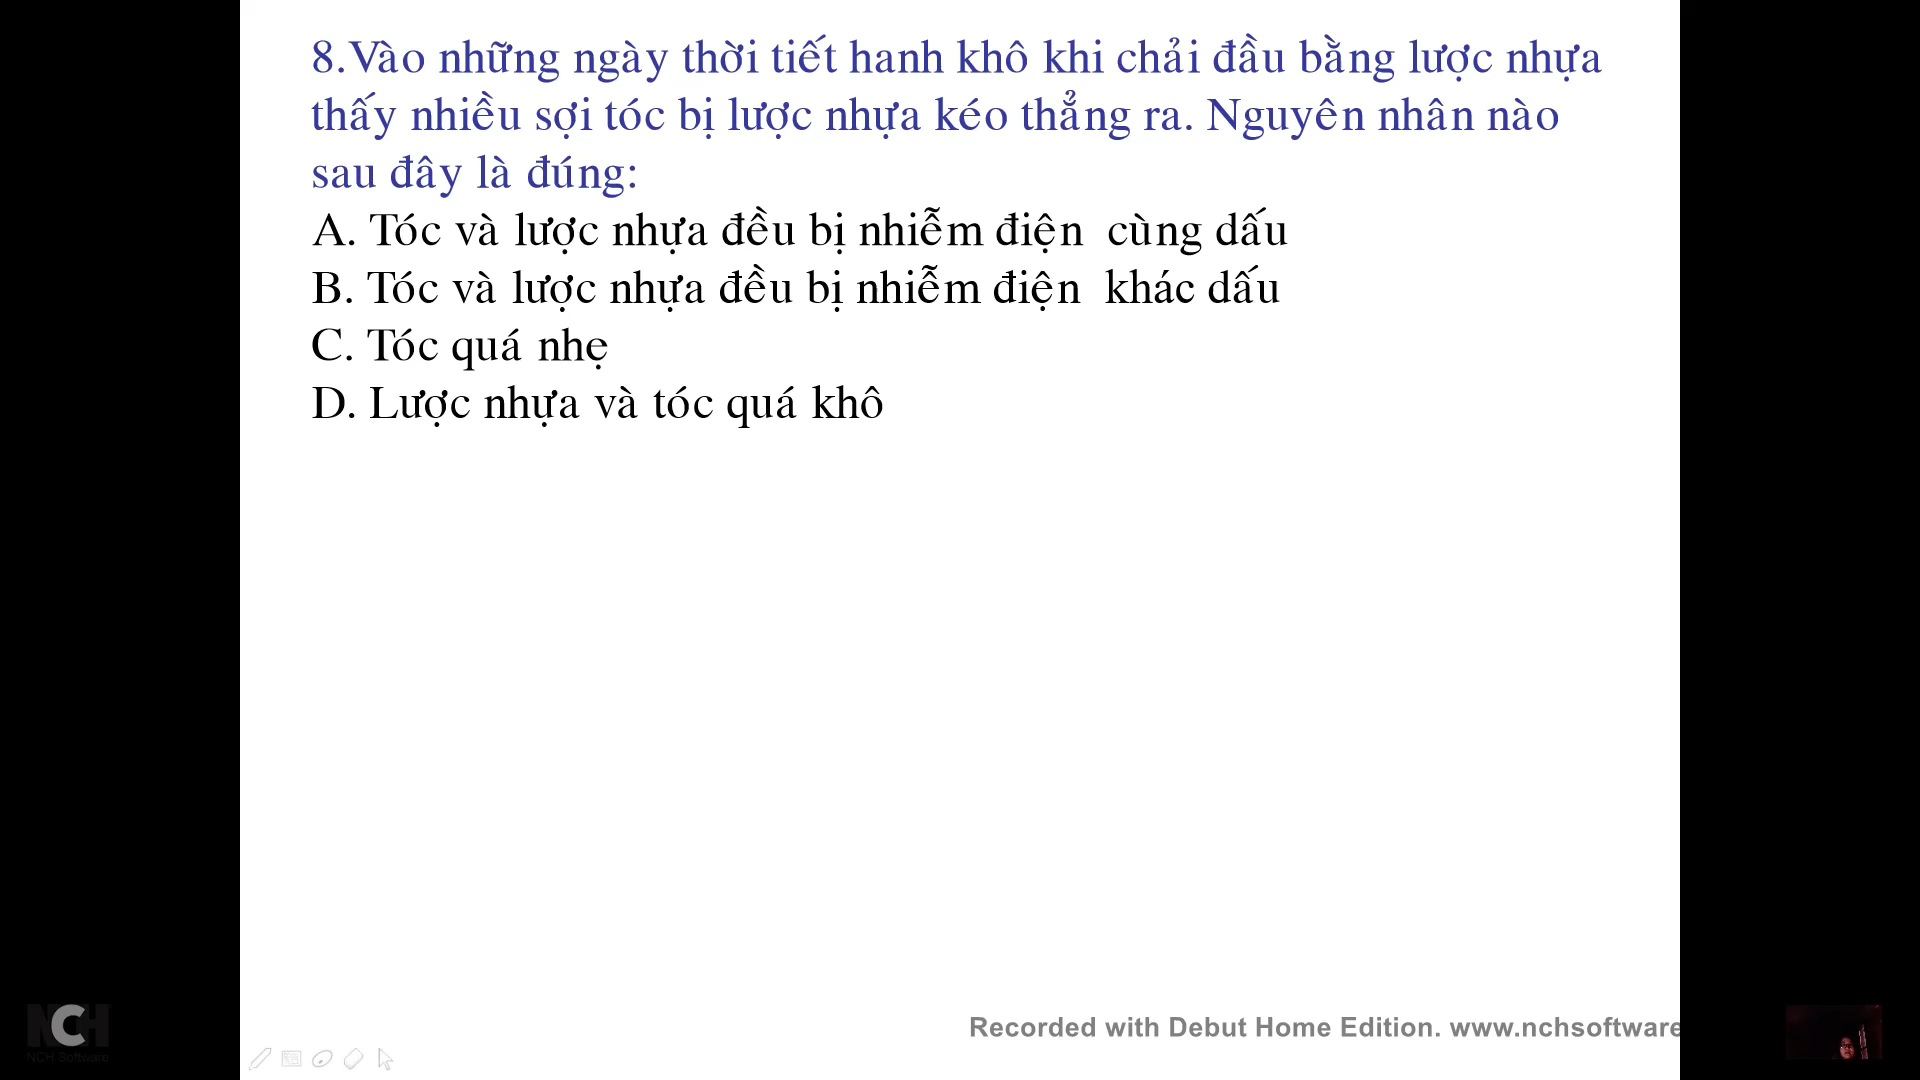 8.Vào những ngày thời tiết hanh khô khi chải đầu bằng lược nhựa
thấy nhiều sợi tóc bị lược nhựa kéo thẳng ra. Nguyên nhân nào
sau đây là đúng:
A. Tóc và lược nhựa đều bị nhiễm điện cùng dấu
B. Tóc và lược nhựa đều bị nhiễm điện khác dấu
C. Tóc quá nhẹ
D. Lược nhựa và tóc quá khô
Recorded with Debut Home Edition. www.nchsoftware
NCH
NCH Software